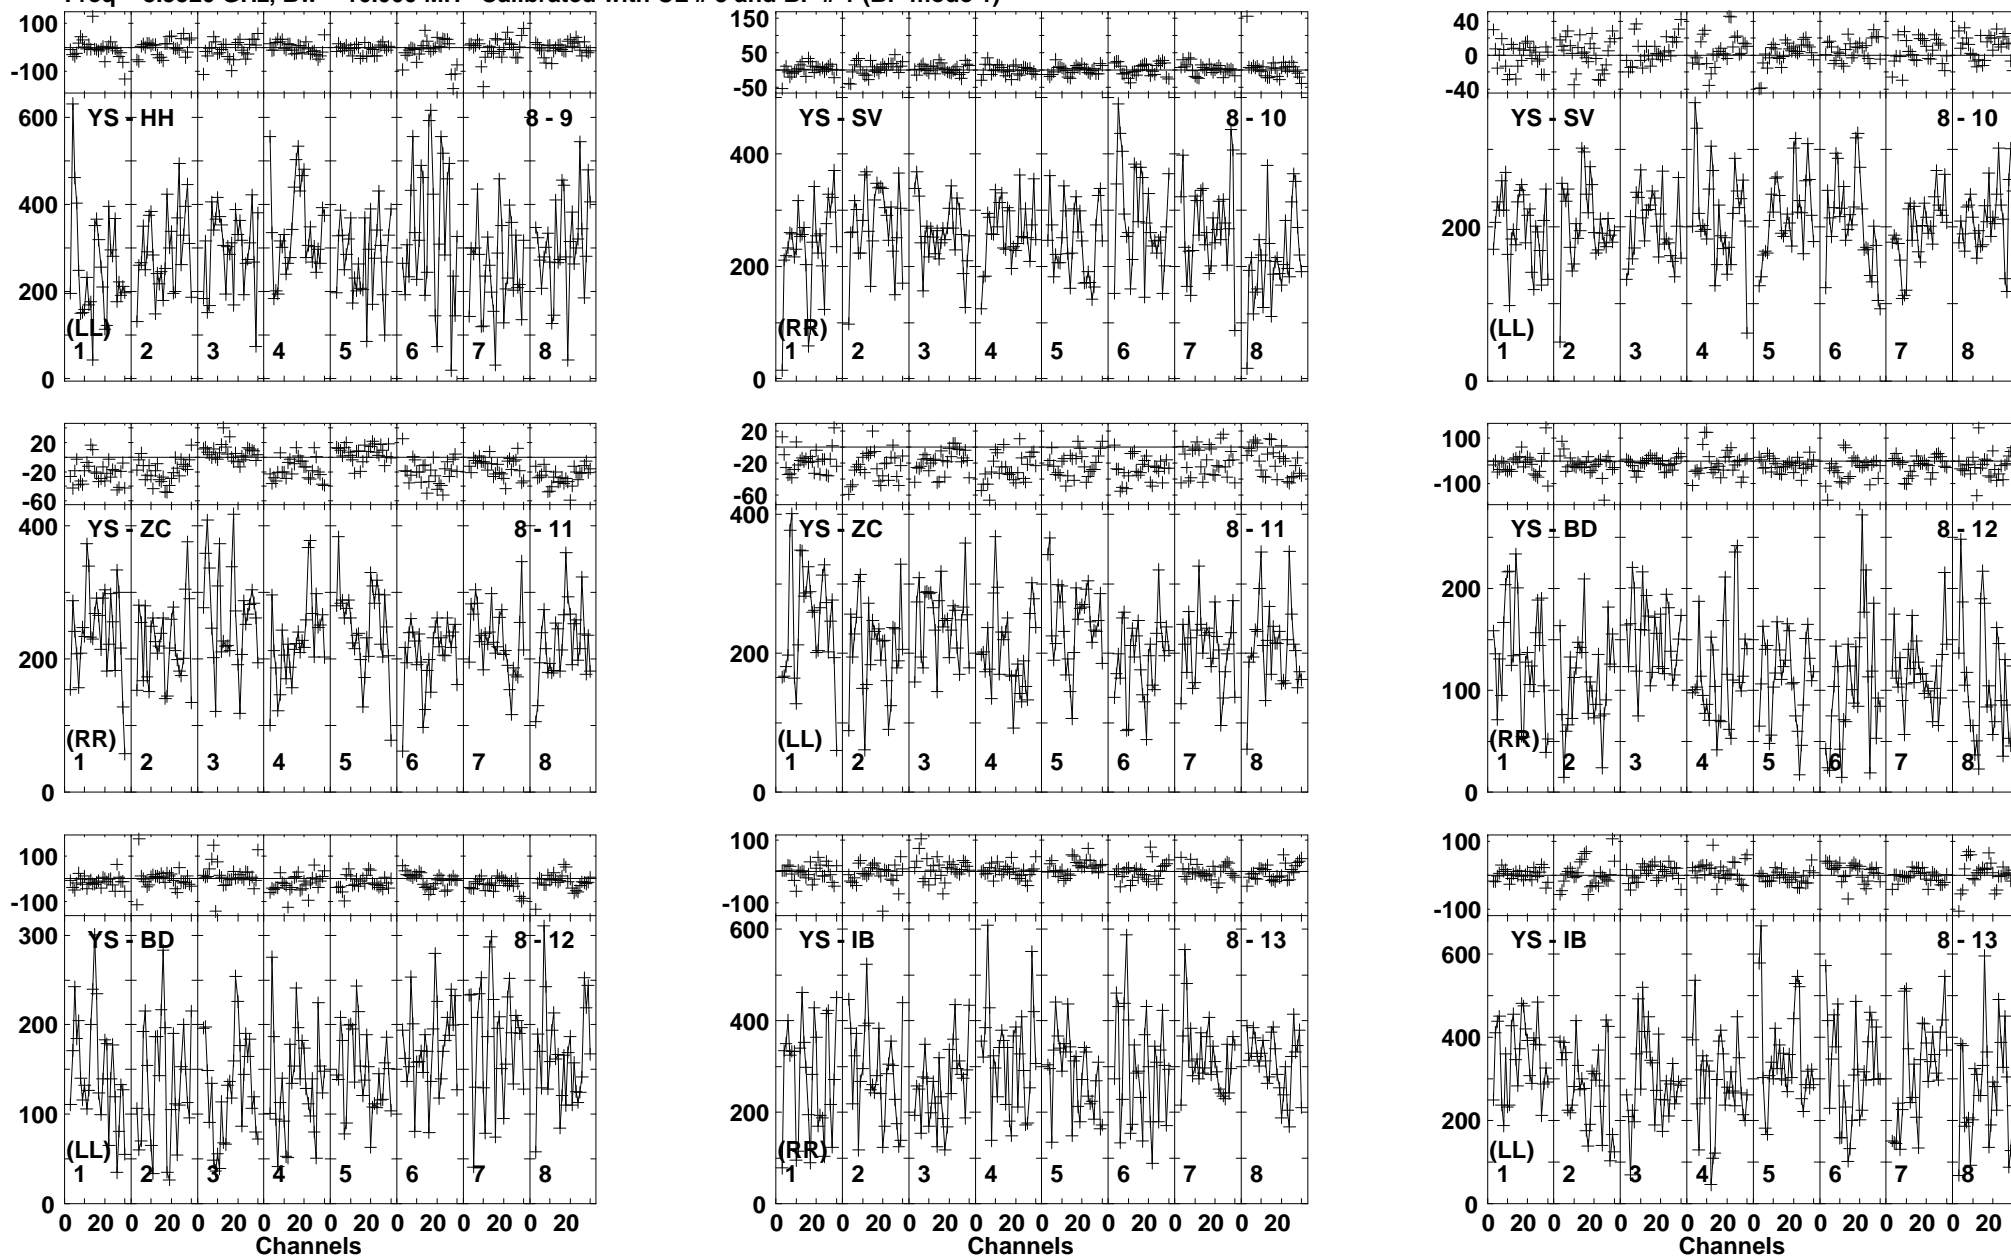 100 0 -100 150 50 -50 40 0 -40
YS - HH 8 - 9 YS - SV 8 - 10 YS - SV 8 - 10
600 400 200 0 400 200 0 200 0
(LL) (RR) (LL)
1 2 3 4 5 6 7 8 1 2 3 4 5 6 7 8 1 2 3 4 5 6 7 8
20 -20 -60 20 -20 -60 100 -100
YS - ZC 8 - 11 YS - ZC 8 - 11 YS - BD 8 - 12
400 200 0 400 200 0 200 100 0
(RR) (LL) (RR)
1 2 3 4 5 6 7 8 1 2 3 4 5 6 7 8 1 2 3 4 5 6 7 8
100 -100 100 -100 100 -100
YS - BD 8 - 12 YS - IB 8 - 13 YS - IB 8 - 13
300 200 100 0 600 400 200 0 600 400 200 0
(LL) (RR) (LL)
1 2 3 4 5 6 7 8 1 2 3 4 5 6 7 8 1 2 3 4 5 6 7 8
0 20 0 20 0 20 0 20 0 20 0 20 0 20 0 20 0 20 0 20 0 20 0 20 0 20 0 20 0 20 0 20 0 20 0 20 0 20 0 20 0 20 0 20 0 20 0 20
Channels Channels Channels